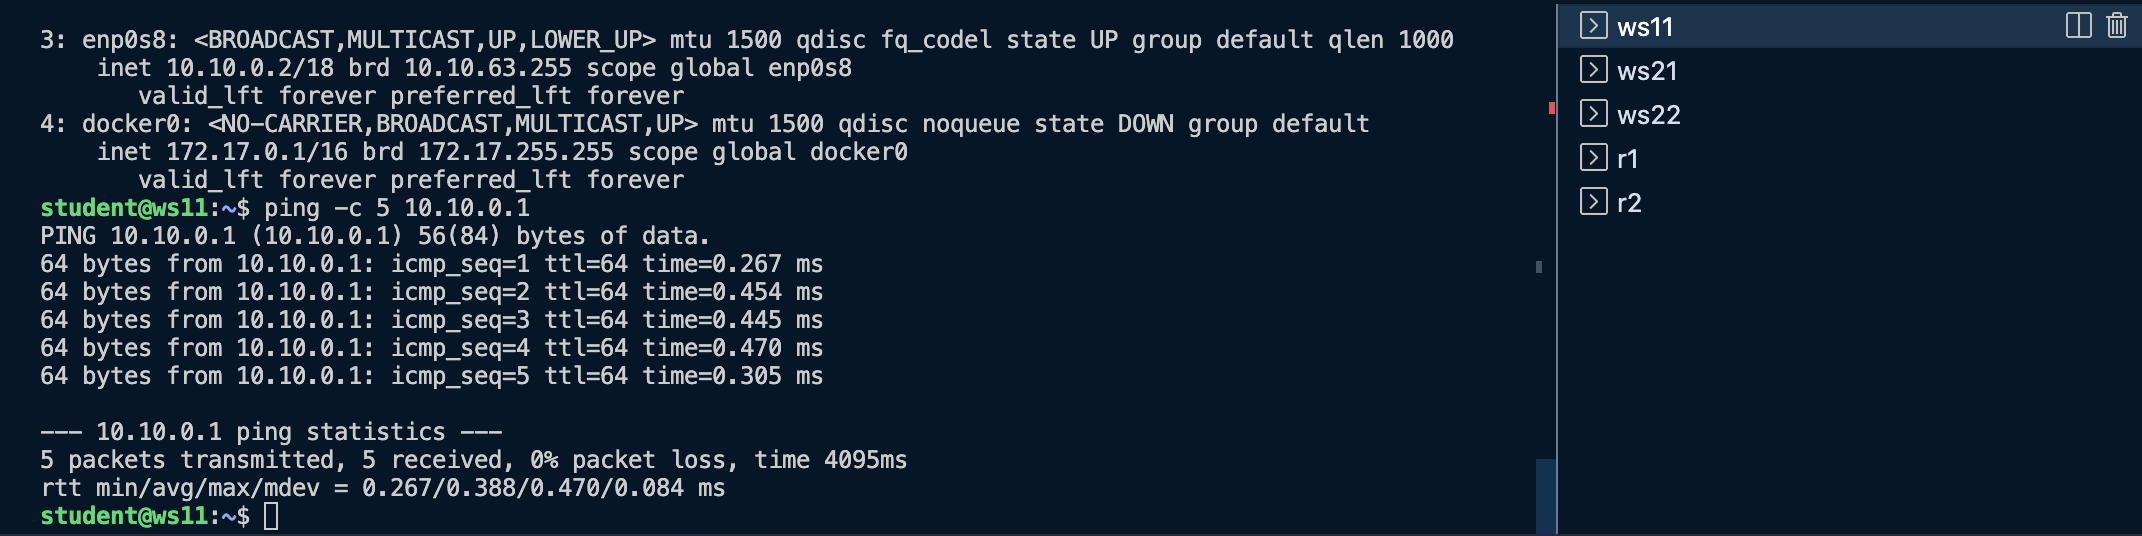 3: enp0s8: <BROADCAST,MULTICAST,UP,LOWER_UP> mtu 1500 qdisc fq_codel state UP group default qlen 1000
    inet 10.10.0.2/18 brd 10.10.63.255 scope global enp0s8
       valid_lft forever preferred_lft forever
4: docker0: <NO-CARRIER,BROADCAST,MULTICAST,UP> mtu 1500 qdisc noqueue state DOWN group default
    inet 172.17.0.1/16 brd 172.17.255.255 scope global docker0
       valid_lft forever preferred_lft forever
student@ws11:~$ ping -c 5 10.10.0.1
PING 10.10.0.1 (10.10.0.1) 56(84) bytes of data.
64 bytes from 10.10.0.1: icmp_seq=1 ttl=64 time=0.267 ms
64 bytes from 10.10.0.1: icmp_seq=2 ttl=64 time=0.454 ms
64 bytes from 10.10.0.1: icmp_seq=3 ttl=64 time=0.445 ms
64 bytes from 10.10.0.1: icmp_seq=4 ttl=64 time=0.470 ms
64 bytes from 10.10.0.1: icmp_seq=5 ttl=64 time=0.305 ms

--- 10.10.0.1 ping statistics ---
5 packets transmitted, 5 received, 0% packet loss, time 4095ms
rtt min/avg/max/mdev = 0.267/0.388/0.470/0.084 ms
student@ws11:~$
ws11
ws21
ws22
r1
r2